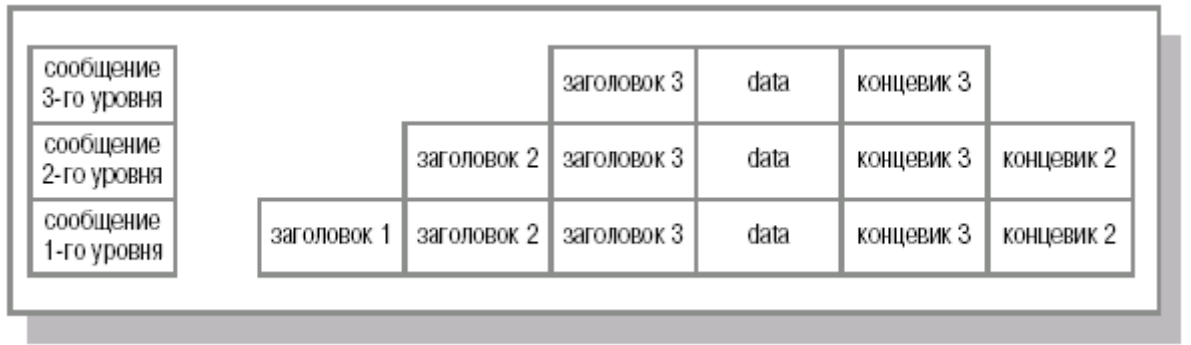 сообщение
3-го уровня
заголовок 3
data
концевик 3
сообщение
2-го уровня
заголовок 2
заголовок 3
data
концевик 3
концевик 2
сообщение
1-го уровня
заголовок 1
заголовок 2
заголовок 3
data
концевик 3
концевик 2